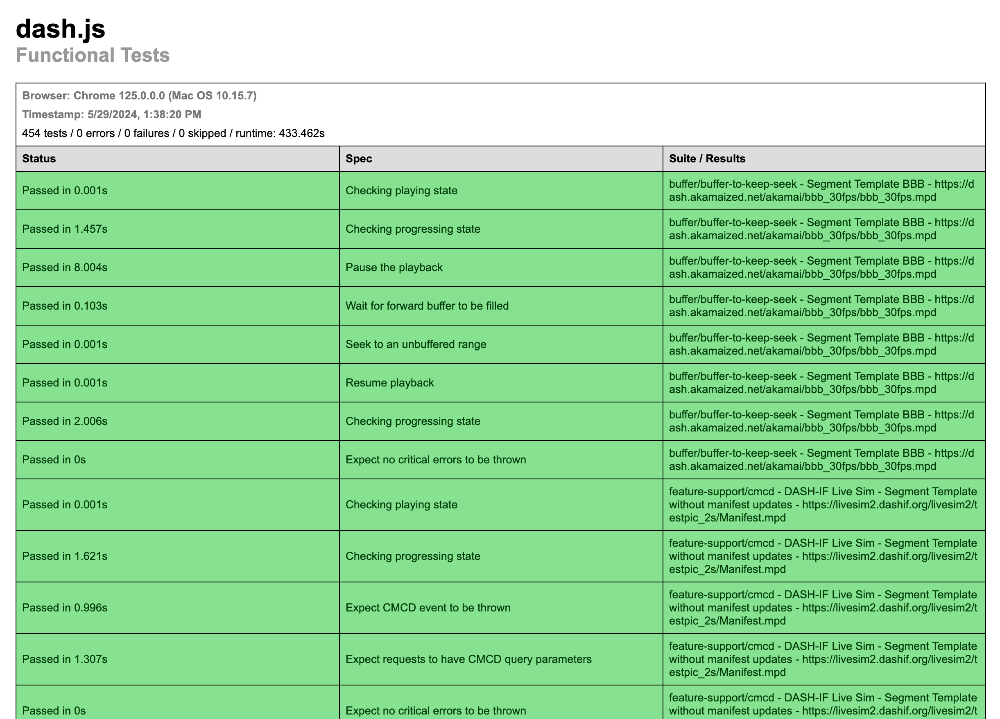 dash.js
Functional Tests
Browser: Chrome 125.0.0.0 (Mac OS 10.15.7)
Timestamp: 5/29/2024, 1:38:20 PM
454 tests / 0 errors / 0 failures / 0 skipped / runtime: 433.462s
Status Spec Suite / Results
Passed in 0.001s Checking playing state buffer/buffer-to-keep-seek - Segment Template BBB - https://d
ash.akamaized.net/akamai/bbb_30fps/bbb_30fps.mpd
Passed in 1.457s Checking progressing state buffer/buffer-to-keep-seek - Segment Template BBB - https://d
ash.akamaized.net/akamai/bbb_30fps/bbb_30fps.mpd
Passed in 8.004s Pause the playback buffer/buffer-to-keep-seek - Segment Template BBB - https://d
ash.akamaized.net/akamai/bbb_30fps/bbb_30fps.mpd
Passed in 0.103s Wait for forward buffer to be filled buffer/buffer-to-keep-seek - Segment Template BBB - https://d
ash.akamaized.net/akamai/bbb_30fps/bbb_30fps.mpd
Passed in 0.001s Seek to an unbuffered range buffer/buffer-to-keep-seek - Segment Template BBB - https://d
ash.akamaized.net/akamai/bbb_30fps/bbb_30fps.mpd
Passed in 0.001s Resume playback buffer/buffer-to-keep-seek - Segment Template BBB - https://d
ash.akamaized.net/akamai/bbb_30fps/bbb_30fps.mpd
Passed in 2.006s Checking progressing state buffer/buffer-to-keep-seek - Segment Template BBB - https://d
ash.akamaized.net/akamai/bbb_30fps/bbb_30fps.mpd
Passed in 0s Expect no critical errors to be thrown buffer/buffer-to-keep-seek - Segment Template BBB - https://d
ash.akamaized.net/akamai/bbb_30fps/bbb_30fps.mpd
Passed in 0.001s Checking playing state feature-support/cmcd - DASH-IF Live Sim - Segment Template
without manifest updates - https://livesim2.dashif.org/livesim2/t
estpic_2s/Manifest.mpd
Passed in 1.621s Checking progressing state feature-support/cmcd - DASH-IF Live Sim - Segment Template
without manifest updates - https://livesim2.dashif.org/livesim2/t
estpic_2s/Manifest.mpd
Passed in 0.996s Expect CMCD event to be thrown feature-support/cmcd - DASH-IF Live Sim - Segment Template
without manifest updates - https://livesim2.dashif.org/livesim2/t
estpic_2s/Manifest.mpd
Passed in 1.307s Expect requests to have CMCD query parameters feature-support/cmcd - DASH-IF Live Sim - Segment Template
without manifest updates - https://livesim2.dashif.org/livesim2/t
estpic_2s/Manifest.mpd
Passed in 0s Expect no critical errors to be thrown feature-support/cmcd - DASH-IF Live Sim - Segment Template
without manifest updates - https://livesim2.dashif.org/livesim2/t